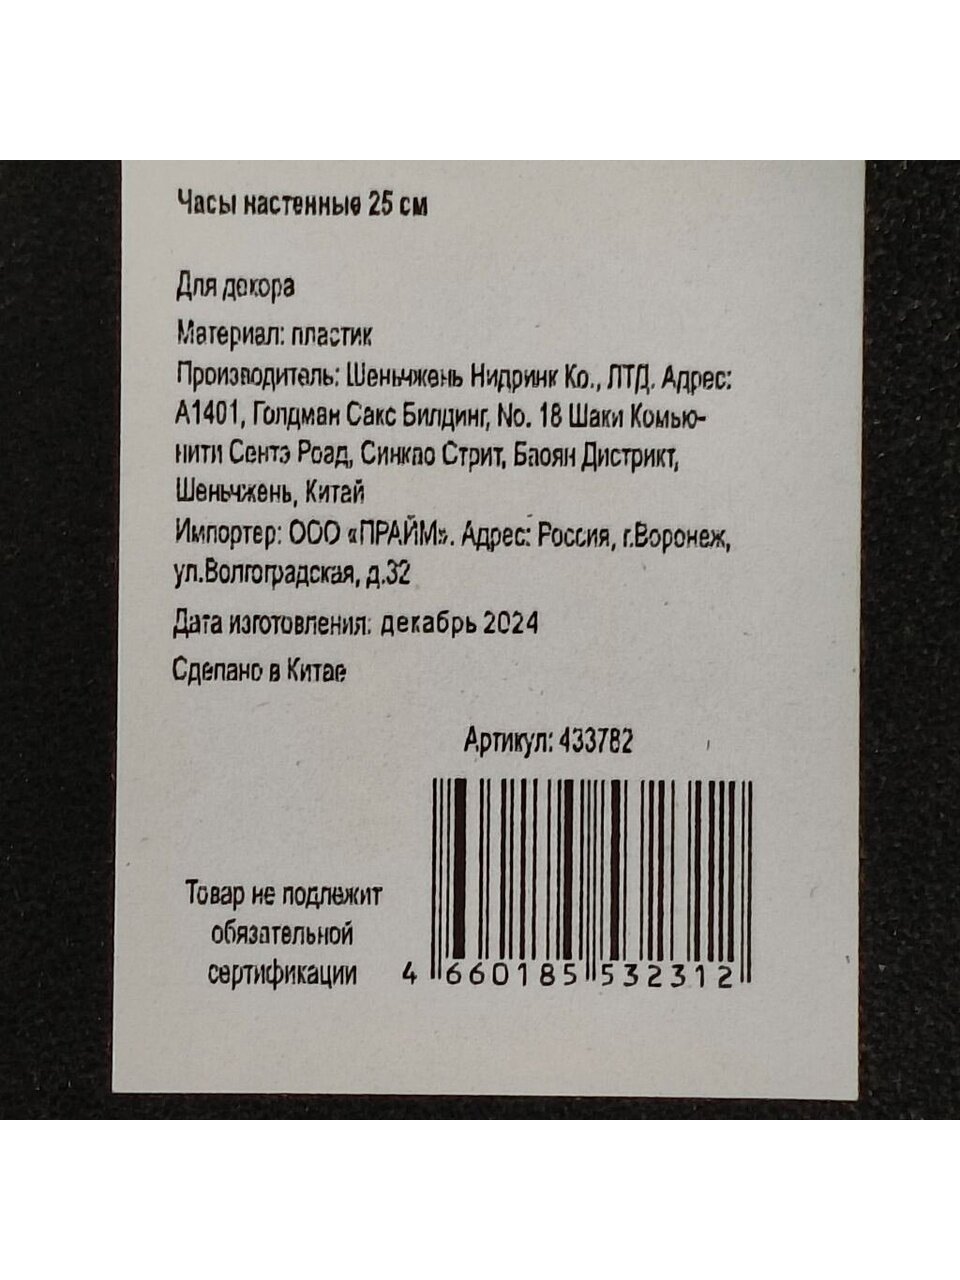 Часы настенные 25 см
Для декора
Материал: пластик
Производитель: Шеньчжень Нидринк Ко., ЛТД. Адрес:
А1401, Голдман Сакс Билдинг, No. 18 Шаки Комью-
нити Сентэ Роад, Синкао Стрит, Баоян Дистрикт,
Шеньчжень, Китай
Импортер: ООО «ПРАЙМ». Адрес: Россия, г.Воронеж,
ул.Волгоградская, д.32
Дата изготовления: декабрь 2024
Сделано в Китае
Артикул: 433782
Товар не подлежит
обязательной
сертификации
4 660185 532312